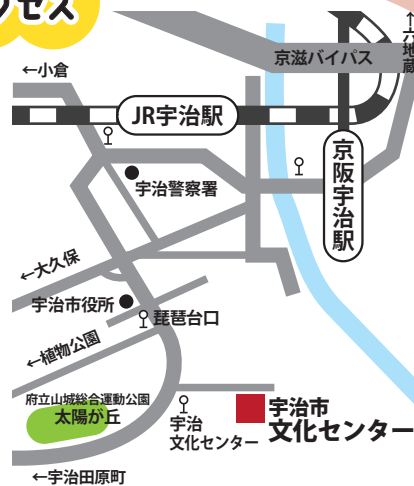 クセス
↑六地蔵
京滋バイパス
←小倉
JR宇治駅
京阪宇治駅
宇治警察署
←大久保
宇治市役所
琵琶台口
←植物公園
府立山城総合運動公園
太陽が丘
宇治
文化センター
宇治市
文化センター
←宇治田原町